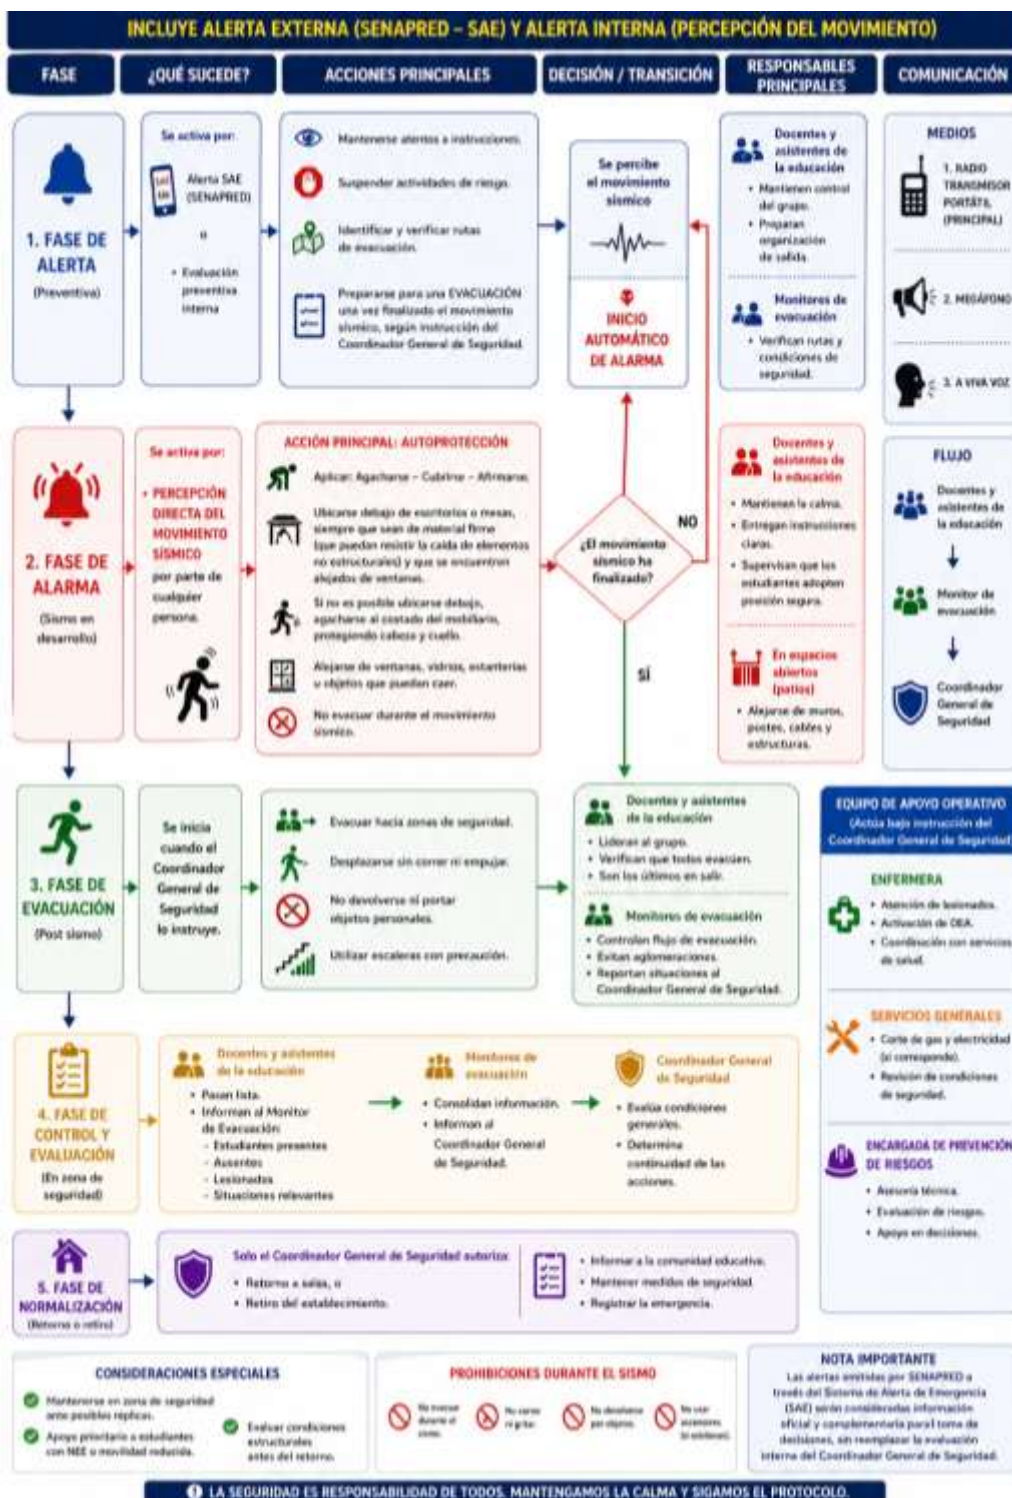 INCLUYE ALERTA EXTERNA (SENAPRED – SAE) Y ALERTA INTERNA (PERCEPCIÓN DEL MOVIMIENTO)
FASE
¿QUÉ SUCEDE?
ACCIONES PRINCIPALES
DECISIÓN / TRANSICIÓN
RESPONSABLES
PRINCIPALES
COMUNICACIÓN
1. FASE DE
ALERTA
(Preventiva)
Se activa por:
Alerta SAE
(SENAPRED)
o
• Evaluación
preventiva
interna
Mantenerse atentos a instrucciones.
Suspender actividades de riesgo.
Identificar y verificar rutas
de evacuación.
Prepararse para una EVACUACIÓN
una vez finalizado el movimiento
sísmico, según instrucción del
Coordinador General de Seguridad.
Se percibe
el movimiento
sísmico
INICIO
AUTOMÁTICO
DE ALARMA
Docentes y
asistentes de
la educación
• Mantienen control
del grupo.
• Preparan
organización
de salida.
Monitores de
evacuación
• Verifican rutas y
condiciones de
seguridad.
MEDIOS
1. RADIO
TRANSMISOR
PORTÁTIL
(PRINCIPAL)
2. MEGÁFONO
3. A VIVA VOZ
2. FASE DE
ALARMA
(Sismo en
desarrollo)
Se activa por:
• PERCEPCIÓN
DIRECTA DEL
MOVIMIENTO
SÍSMICO
por parte de
cualquier
persona.
ACCIÓN PRINCIPAL: AUTOPROTECCIÓN
Aplicar: Agacharse – Cubrirse – Afirmarse.
Ubicarse debajo de escritorios o mesas,
siempre que sean de material firme
(que puedan resistir la caída de elementos
no estructurales) y que se encuentren
alejados de ventanas.
Si no es posible ubicarse debajo,
agacharse al costado del mobiliario,
protegiendo cabeza y cuello.
Alejarse de ventanas, vidrios, estanterías
u objetos que puedan caer.
No evacuar durante el movimiento
sísmico.
¿El movimiento
sísmico ha
finalizado?
NO
SÍ
Docentes y
asistentes de
la educación
• Mantienen la calma.
• Entregan instrucciones
claras.
• Supervisan que los
estudiantes adopten
posición segura.
En espacios
abiertos
(patios)
• Alejarse de muros,
postes, cables y
estructuras.
FLUJO
Docentes y
asistentes de
la educación
Monitor de
evacuación
Coordinador
General de
Seguridad
3. FASE DE
EVACUACIÓN
(Post sismo)
Se inicia
cuando el
Coordinador
General de
Seguridad
lo instruye.
Evacuar hacia zonas de seguridad.
Desplazarse sin correr ni empujar.
No devolverse ni portar
objetos personales.
Utilizar escaleras con precaución.
Docentes y asistentes
de la educación
• Lideran al grupo.
• Verifican que todos evacúen.
• Son los últimos en salir.
Monitores de evacuación
• Controlan flujo de evacuación.
• Evitan aglomeraciones.
• Reportan situaciones al
Coordinador General de Seguridad.
EQUIPO DE APOYO OPERATIVO
(Actúa bajo instrucción del
Coordinador General de Seguridad)
ENFERMERA
• Atención de lesionados.
• Activación de DEA.
• Coordinación con servicios
de salud.
SERVICIOS GENERALES
• Corte de gas y electricidad
(si corresponde).
• Revisión de condiciones
de seguridad.
ENCARGADA DE PREVENCIÓN
DE RIESGOS
• Asesoría técnica.
• Evaluación de riesgos.
• Apoyo en decisiones.
4. FASE DE
CONTROL Y
EVALUACIÓN
(En zona de
seguridad)
Docentes y asistentes
de la educación
• Pasan lista.
• Informan al Monitor
de Evacuación:
- Estudiantes presentes
- Ausentes
- Lesionados
- Situaciones relevantes
Monitores de
evacuación
• Consolidan información.
• Informan al
Coordinador General
de Seguridad.
Coordinador General
de Seguridad
• Evalúa condiciones
generales.
• Determina
continuidad de las
acciones.
5. FASE DE
NORMALIZACIÓN
(Retorno o retiro)
Solo el Coordinador General de Seguridad autoriza:
• Retorno a salas, o
• Retiro del establecimiento.
• Informar a la comunidad educativa.
• Mantener medidas de seguridad.
• Registrar la emergencia.
CONSIDERACIONES ESPECIALES
Mantenerse en zona de seguridad
ante posibles réplicas.
Apoyo prioritario a estudiantes
con NEE o movilidad reducida.
Evaluar condiciones
estructurales
antes del retorno.
PROHIBICIONES DURANTE EL SISMO
No evacuar
durante el
sismo.
No correr
ni gritar.
No devolverse
por objetos.
No usar
ascensores
(si existieran).
NOTA IMPORTANTE
Las alertas emitidas por SENAPRED a
través del Sistema de Alerta de Emergencia
(SAE) serán consideradas información
oficial y complementaria para la toma de
decisiones, sin reemplazar la evaluación
interna del Coordinador General de Seguridad.
LA SEGURIDAD ES RESPONSABILIDAD DE TODOS. MANTENGAMOS LA CALMA Y SIGAMOS EL PROTOCOLO.